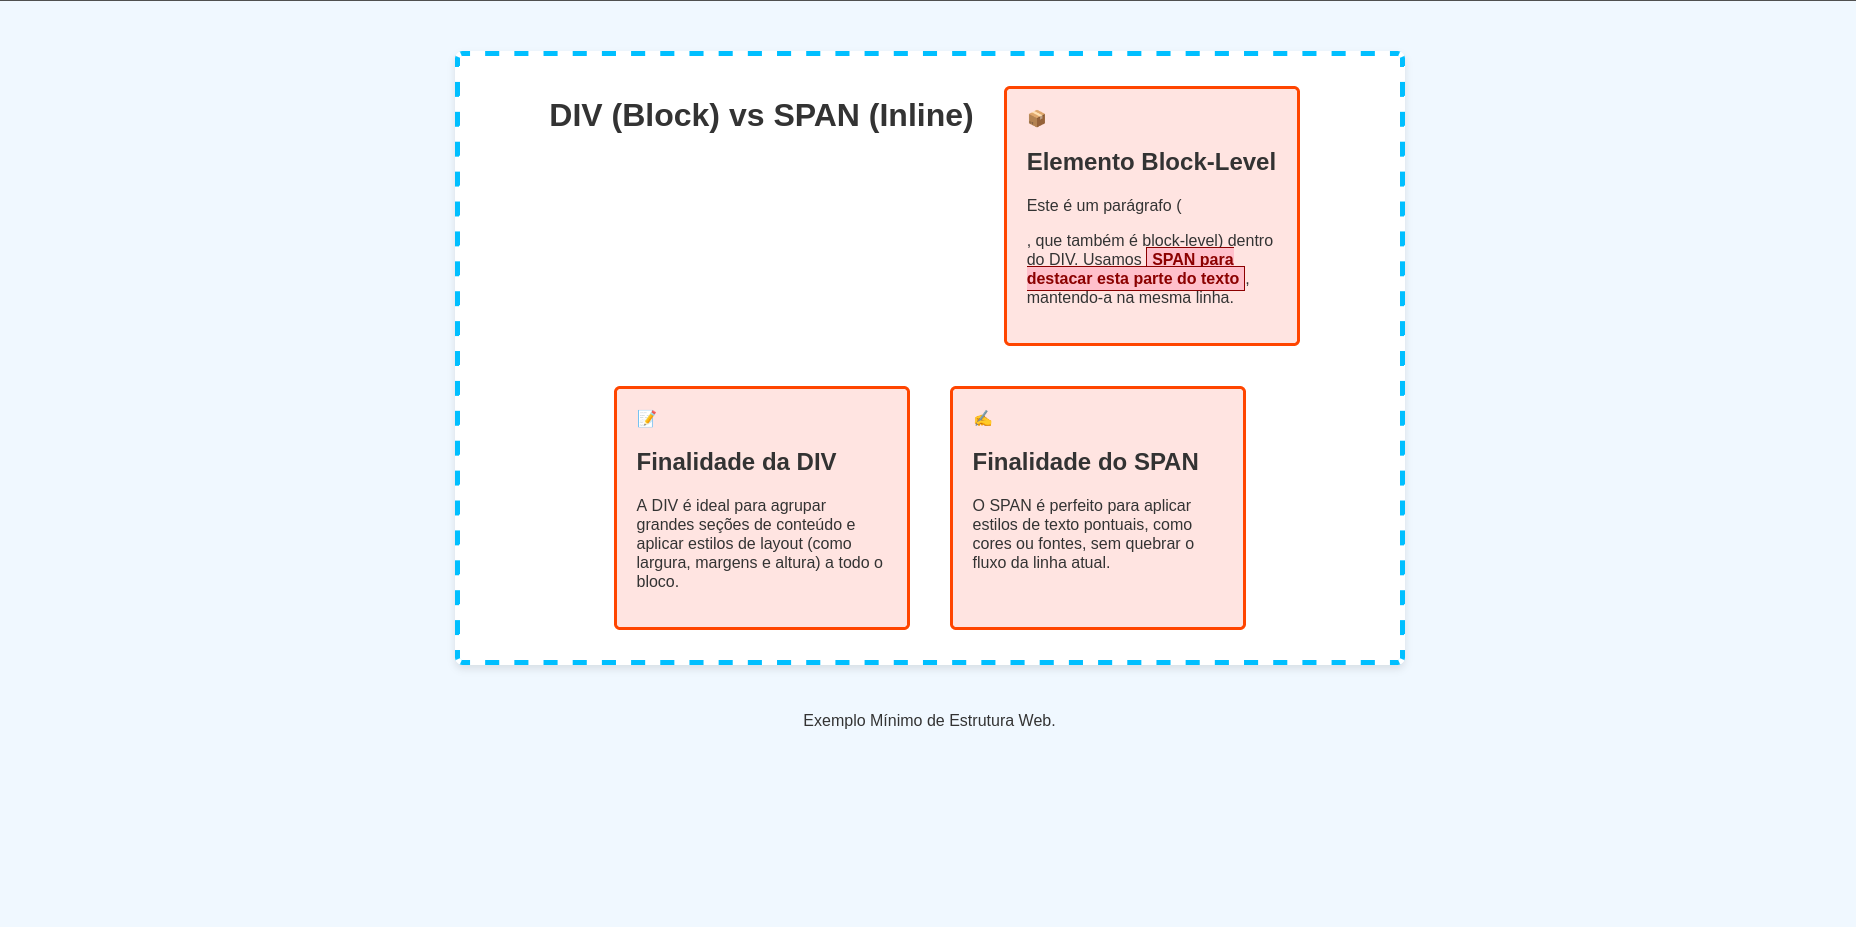 DIV (Block) vs SPAN (Inline)
📦
Elemento Block-Level
Este é um parágrafo (
, que também é block-level) dentro
do DIV. Usamos SPAN para
destacar esta parte do texto ,
mantendo-a na mesma linha.
📝
Finalidade da DIV
A DIV é ideal para agrupar
grandes seções de conteúdo e
aplicar estilos de layout (como
largura, margens e altura) a todo o
bloco.
✍️
Finalidade do SPAN
O SPAN é perfeito para aplicar
estilos de texto pontuais, como
cores ou fontes, sem quebrar o
fluxo da linha atual.
Exemplo Mínimo de Estrutura Web.